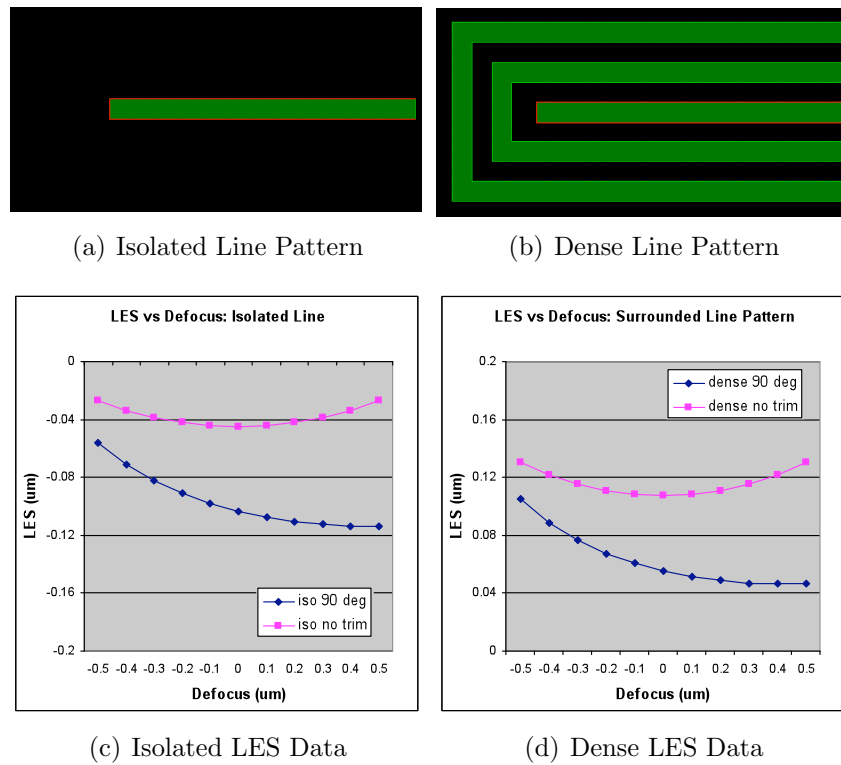 (a) Isolated Line Pattern
(b) Dense Line Pattern
LES vs Defocus: Isolated Line
0
-0.04
-0.08
-0.12
-0.16
-0.2
LES (um)
iso 90 deg
iso no trim
-0.5 -0.4 -0.3 -0.2 -0.1 0 0.1 0.2 0.3 0.4 0.5
Defocus (um)
LES vs Defocus: Surrounded Line Pattern
0.2
0.16
0.12
0.08
0.04
0
LES (um)
dense 90 deg
dense no trim
-0.5 -0.4 -0.3 -0.2 -0.1 0 0.1 0.2 0.3 0.4 0.5
Defocus (um)
(c) Isolated LES Data
(d) Dense LES Data